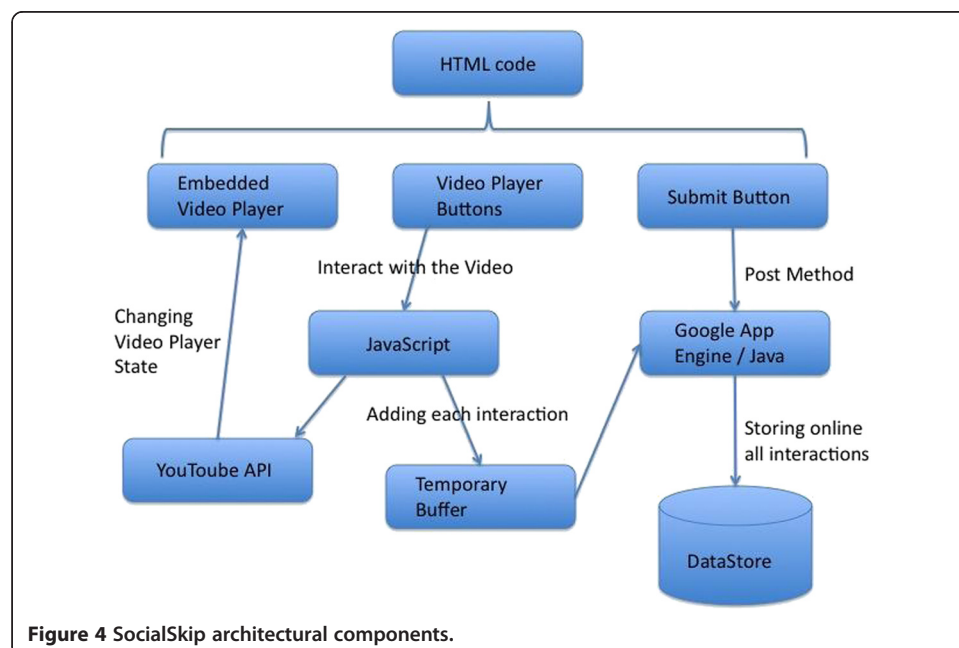 HTML code
Embedded
Video Player
Video Player
Buttons
Submit Button
Interact with the Video
Post Method
Changing
Video Player
State
JavaScript
Google App
Engine / Java
Adding each interaction
Storing online
all interactions
YouToube API
Temporary
Buffer
DataStore
Figure 4 SocialSkip architectural components.